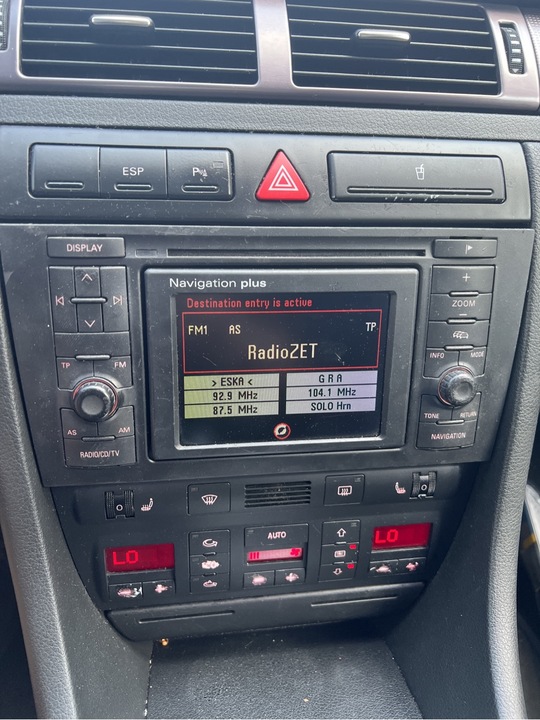 ESP
P
DISPLAY
Navigation plus
Destination entry is active
FM1 AS TP
RadioZET
> ESKA < G R A
92.9 MHz 104.1 MHz
87.5 MHz SOLO Hrn
TP FM
AS AM
RADIO/CD/TV
+
ZOOM
-
INFO MODE
TONE RETURN
NAVIGATION
AUTO
LO
LO